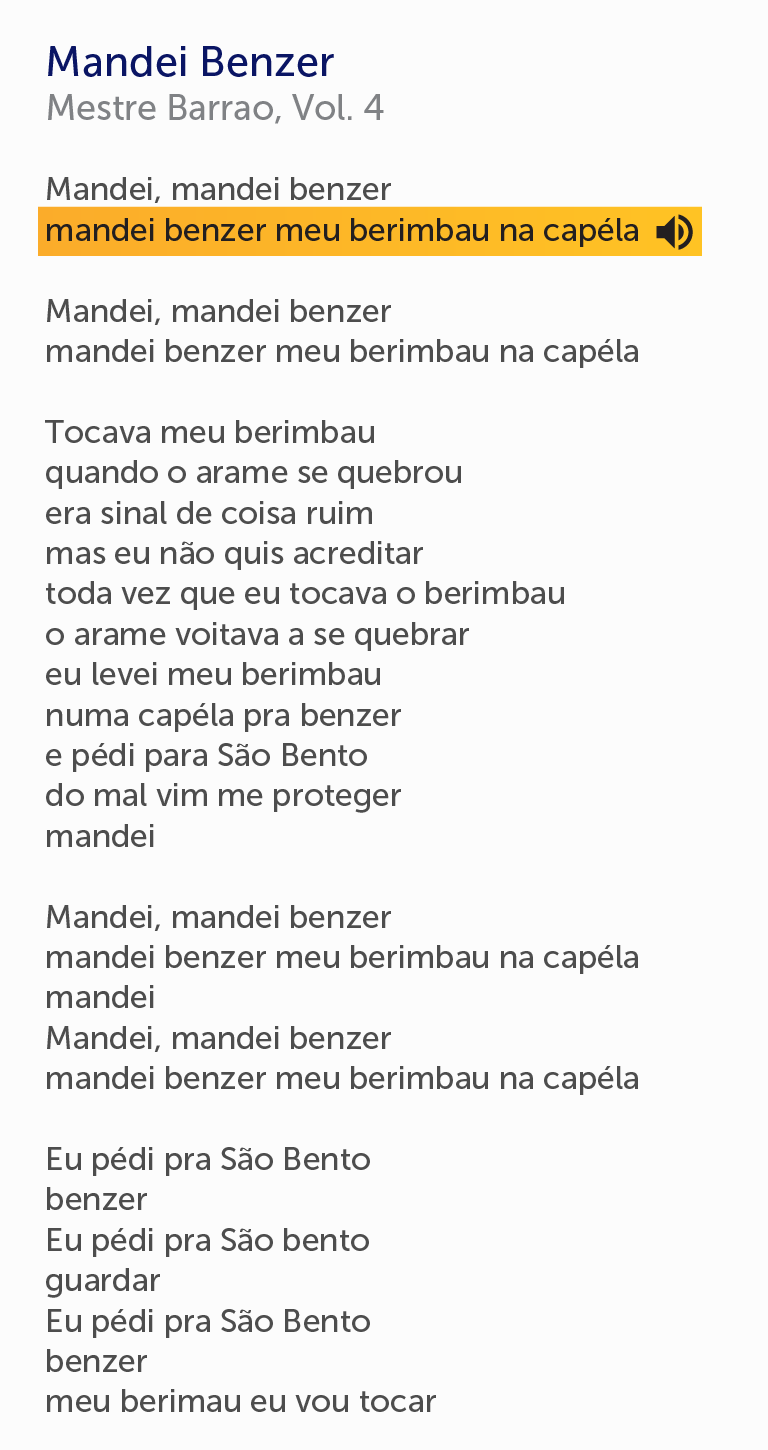 Mandei Benzer
Mestre Barrao, Vol. 4
Mandei, mandei benzer
mandei benzer meu berimbau na capéla
Mandei, mandei benzer
mandei benzer meu berimbau na capéla
Tocava meu berimbau
quando o arame se quebrou
era sinal de coisa ruim
mas eu não quis acreditar
toda vez que eu tocava o berimbau
o arame voitava a se quebrar
eu levei meu berimbau
numa capéla pra benzer
e pédi para São Bento
do mal vim me proteger
mandei
Mandei, mandei benzer
mandei benzer meu berimbau na capéla
mandei
Mandei, mandei benzer
mandei benzer meu berimbau na capéla
Eu pédi pra São Bento
benzer
Eu pédi pra São bento
guardar
Eu pédi pra São Bento
benzer
meu berimau eu vou tocar